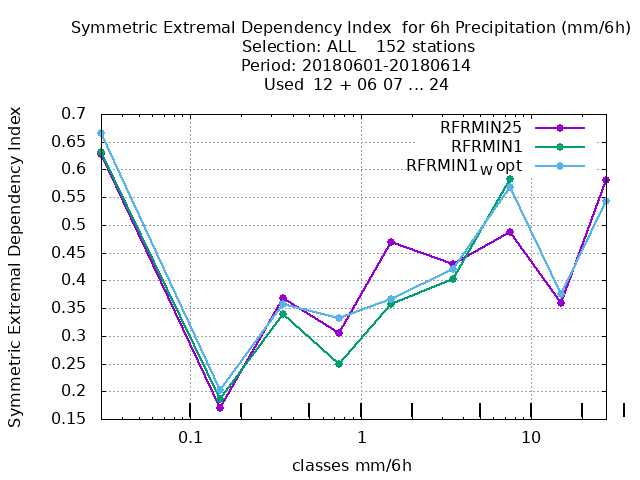 Symmetric Extremal Dependency Index  for 6h Precipitation (mm/6h)
Selection: ALL    152 stations
Period: 20180601-20180614
Used  12 + 06 07 ... 24
RFRMIN25
RFRMIN1
RFRMIN1W opt
Symmetric Extremal Dependency Index
0.7
0.65
0.6
0.55
0.5
0.45
0.4
0.35
0.3
0.25
0.2
0.15
0.1 1 10
classes mm/6h